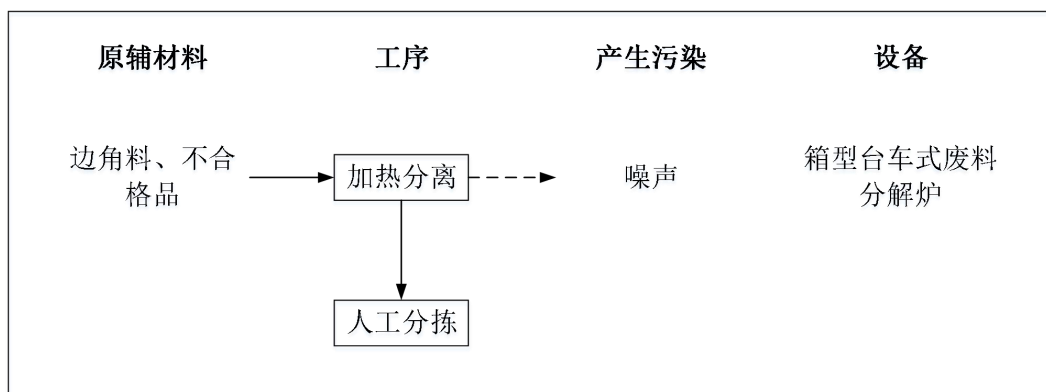 原辅材料 工序 产生污染 设备
边角料、不合
格品
加热分离
噪声
箱型台车式废料
分解炉
人工分拣